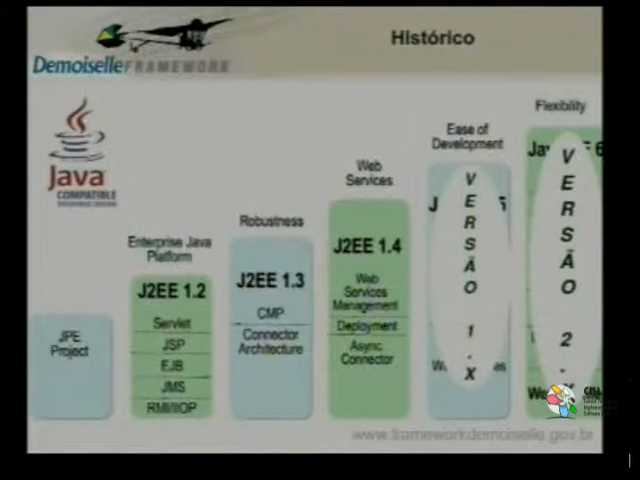 Histórico
Demoiselle FRAMEWORK
Java
COMPATIBLE
Flexibility
Ease of
Development
Web
Services
Robustness
Enterprise Java
Platform
JPE
Project
J2EE 1.2
Servlet
JSP
EJB
JMS
RMI/IIOP
J2EE 1.3
CMP
Connector
Architecture
J2EE 1.4
Web
Services
Management
Deployment
Async
Connector
VERSÃO 1.X
VERSÃO 2.
www.frameworkdemoiselle.gov.br